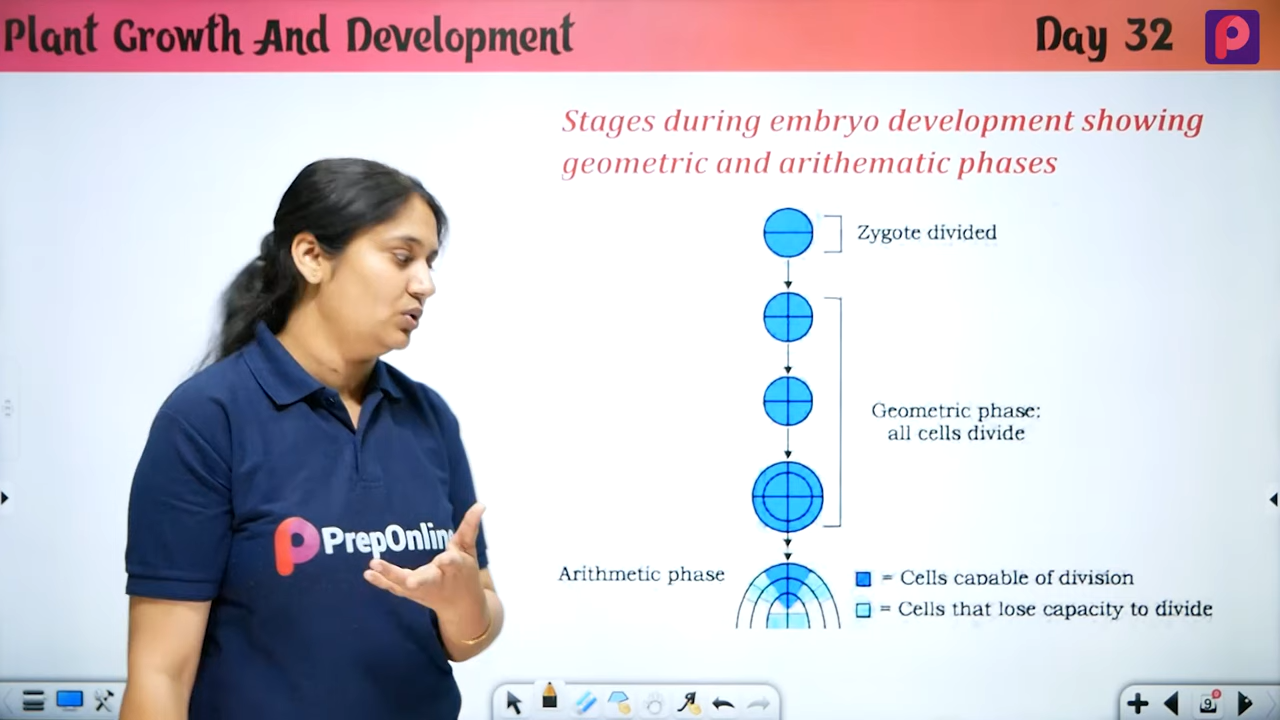 Plant Growth And Development
Day 32
Stages during embryo development showing
geometric and arithematic phases
Zygote divided
Geometric phase:
all cells divide
PrepOnlin
Arithmetic phase
= Cells capable of division
= Cells that lose capacity to divide
9